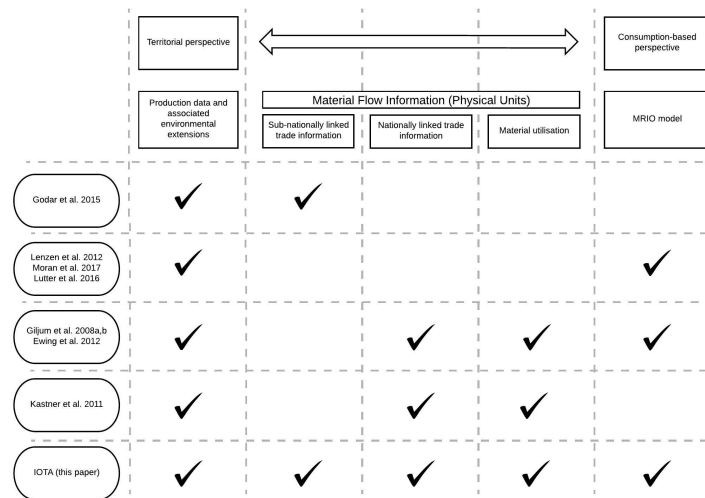 Territorial perspective
Consumption-based
perspective
Production data and
associated
environmental
extensions
Material Flow Information (Physical Units)
Sub-nationally linked
trade information
Nationally linked trade
information
Material utilisation
MRIO model
Godar et al. 2015
Lenzen et al. 2012
Moran et al. 2017
Lutter et al. 2016
Giljum et al. 2008a,b
Ewing et al. 2012
Kastner et al. 2011
IOTA (this paper)